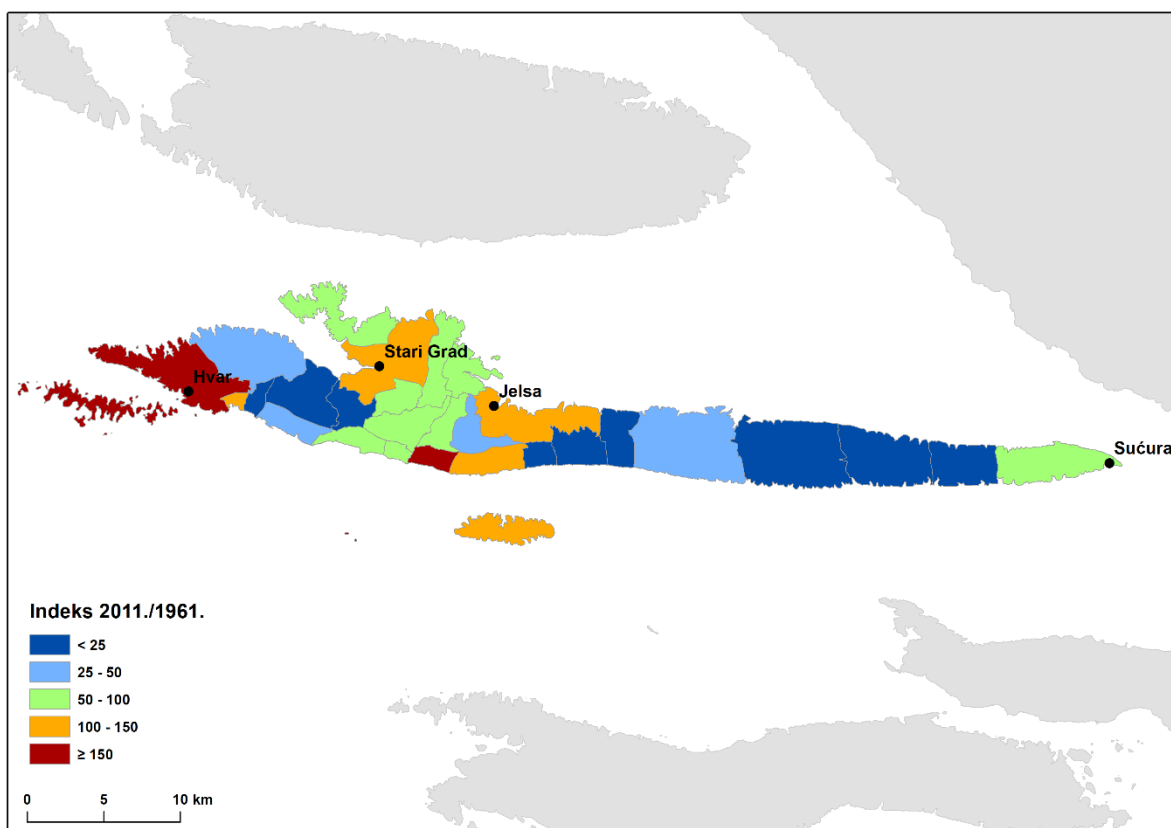 Stari Grad
Hvar
Jelsa
Sućura
Indeks 2011./1961.
< 25
25 - 50
50 - 100
100 - 150
≥ 150
0 5 10 km